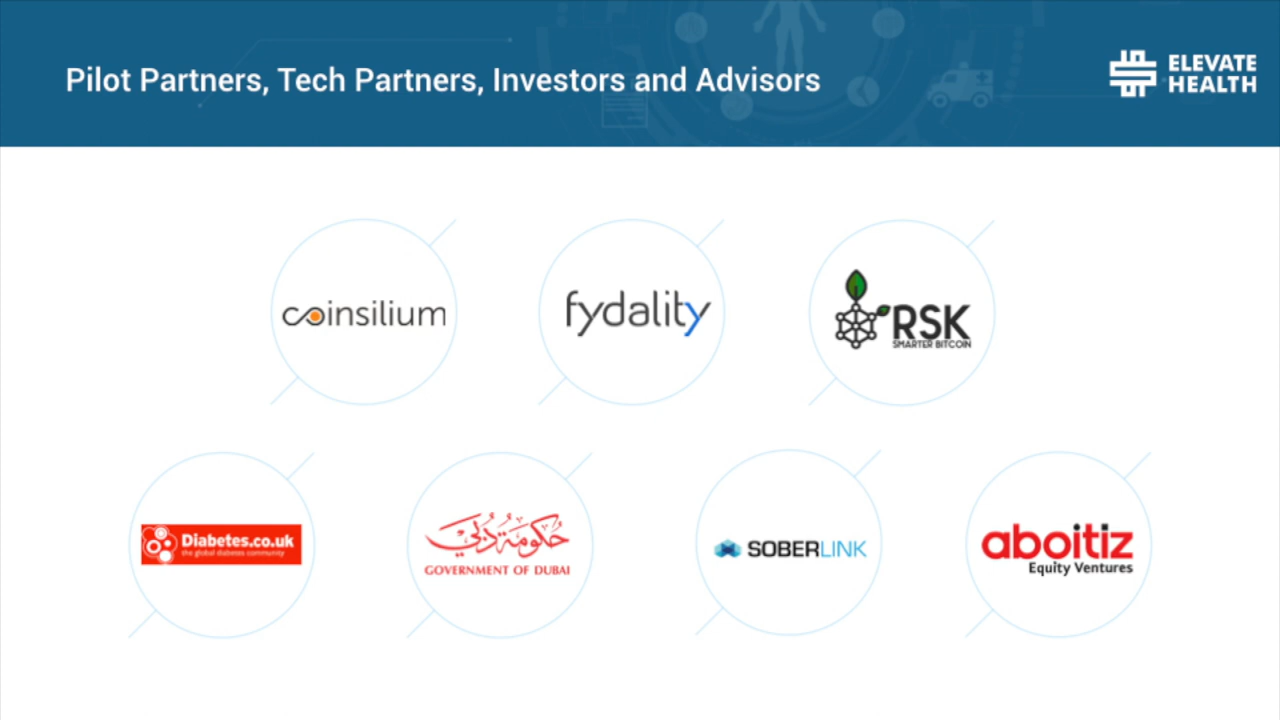 Pilot Partners, Tech Partners, Investors and Advisors
ELEVATE
HEALTH
coinsilium
fydality
RSK
SMARTER BITCOIN
Diabetes.co.uk
the global diabetes community
حكومة دبي
GOVERNMENT OF DUBAI
SOBERLINK
aboitiz
Equity Ventures